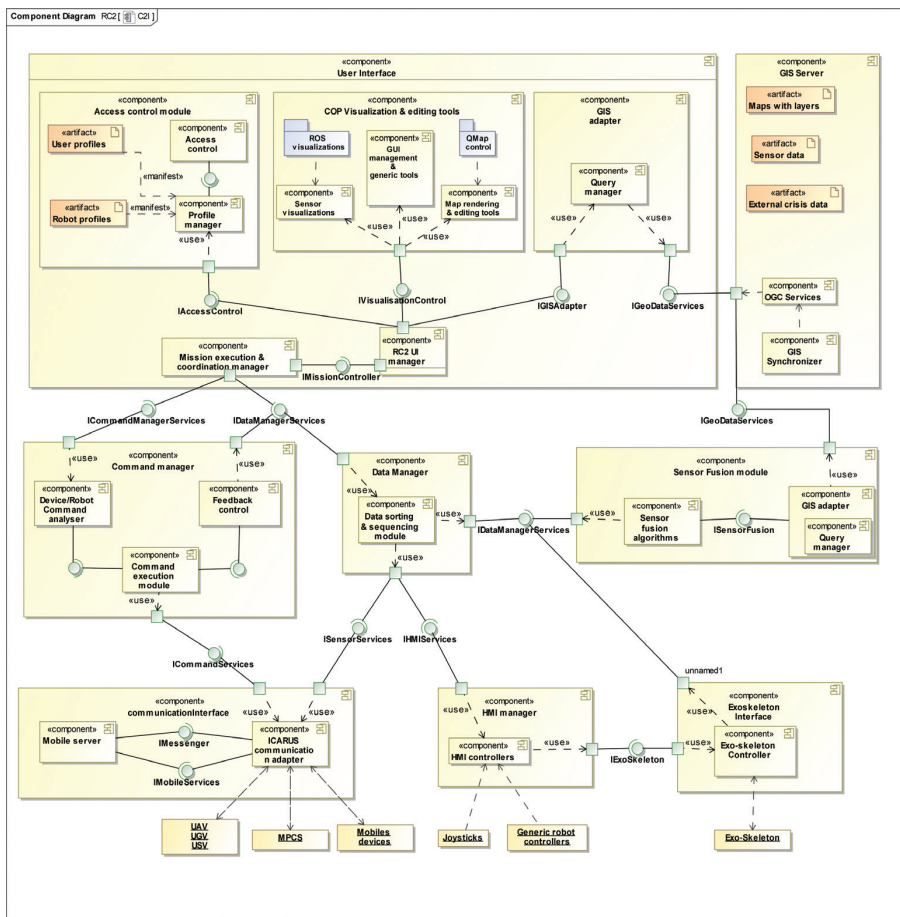 Component Diagram RC2 [ C2I ]
«component»
User Interface
«component»
Access control module
«artifact»
User profiles
«component»
Access
control
«manifest»
«artifact»
Robot profiles
«manifest»
«component»
Profile
manager
«use»
«component»
COP Visualization & editing tools
ROS
visualizations
«component»
GUI
management
&
generic tools
QMap
control
«component»
Sensor
visualizations
«component»
Map rendering
& editing tools
«use»
«use»
«use»
«component»
GIS
adapter
«component»
Query
manager
«use»
«use»
«component»
GIS Server
«artifact»
Maps with layers
«artifact»
Sensor data
«artifact»
External crisis data
«component»
OGC Services
«component»
GIS
Synchronizer
IAccessControl
IVisualisationControl
IGISAdapter
IGeoDataServices
«component»
Mission execution &
coordination manager
IMissionController
«component»
RC2 UI
manager
ICommandManagerServices
IDataManagerServices
IGeoDataServices
«component»
Command manager
«use»
«use»
«component»
Device/Robot
Command
analyser
«component»
Feedback
control
«component»
Command
execution
module
«use»
«component»
Data Manager
«use»
«component»
Data sorting
& sequencing
module
«use»
«use»
IDataManagerServices
«component»
Sensor Fusion module
«use»
«use»
«component»
Sensor
fusion
algorithms
ISensorFusion
«component»
GIS adapter
«component»
Query
manager
ICommandServices
ISensorServices
IHMIServices
unnamed1
«component»
communicationInterface
«use»
«use»
«component»
Mobile server
IMessenger
IMobileServices
«component»
ICARUS
communicatio
n adapter
«component»
HMI manager
«use»
«component»
HMI controllers
«use»
IExoSkeleton
«component»
Exoskeleton
Interface
«use»
«use»
«component»
Exo-skeleton
Controller
UAV
UGV
USV
MPCS
Mobiles
devices
Joysticks
Generic robot
controllers
Exo-Skeleton